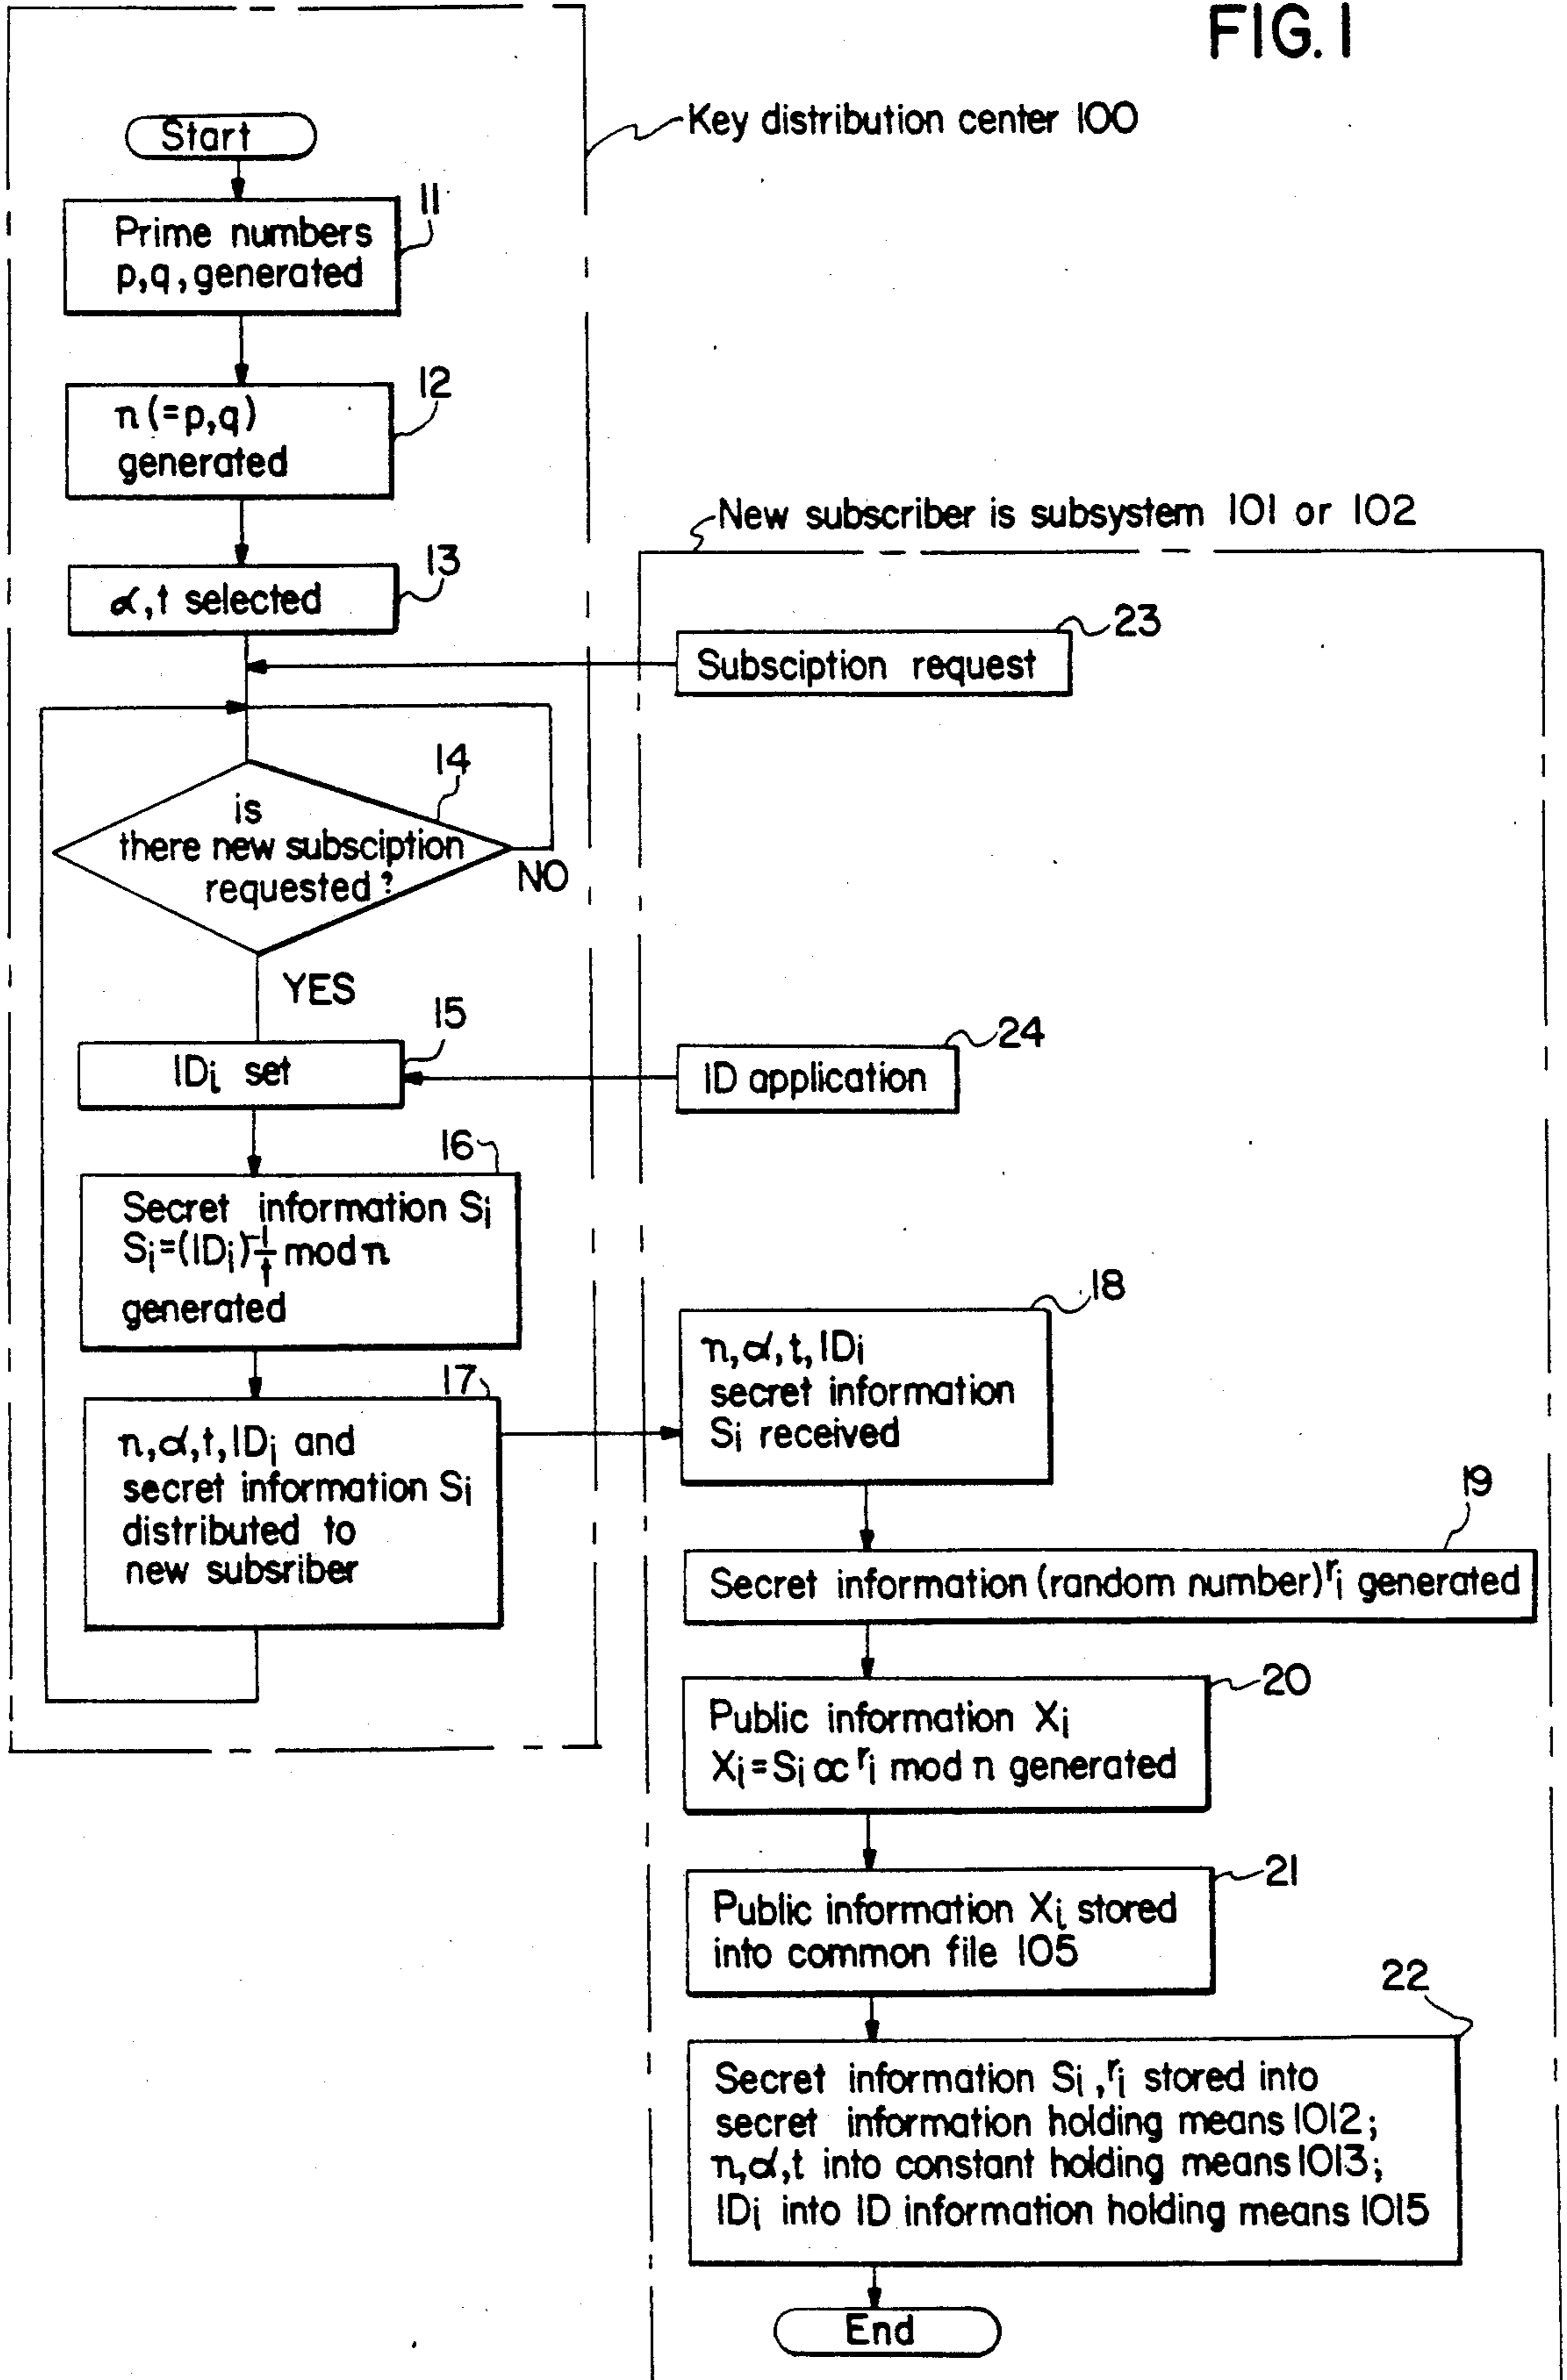 FIG. 1
Key distribution center 100
Start
11
Prime numbers
p,q, generated
12
n (=p,q)
generated
13
α, t selected
New subscriber is subsystem 101 or 102
23
Subsciption request
14
is
there new subsciption
requested?
NO
YES
15
IDi set
24
ID application
16
Secret information Si
Si=(IDi)^-1/t mod n
generated
17
n,α,t,IDi and
secret information Si
distributed to
new subsriber
18
n,α,t,IDi
secret information
Si received
19
Secret information (random number) ri generated
20
Public information Xi
Xi=Si α ri mod n generated
21
Public information Xi stored
into common file 105
22
Secret information Si ,ri stored into
secret information holding means 1012;
n,α,t into constant holding means 1013;
IDi into ID information holding means 1015
End